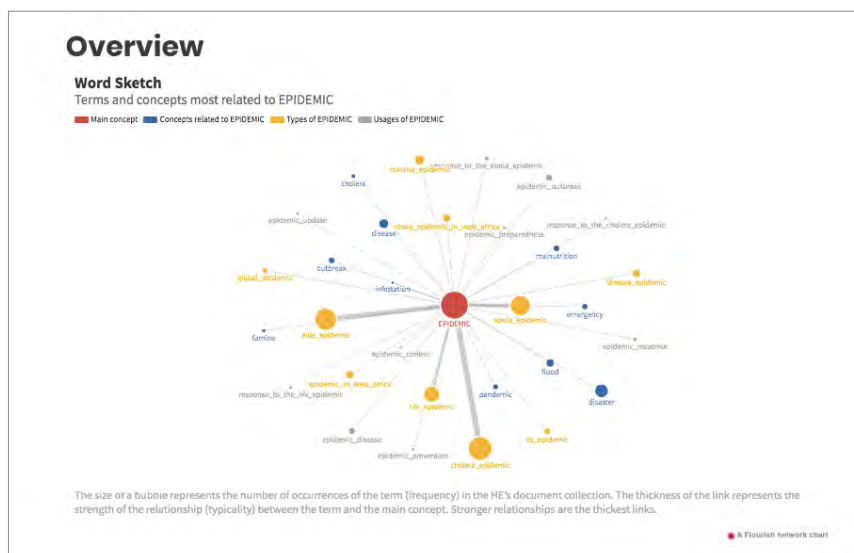 Overview
Word Sketch
Terms and concepts most related to EPIDEMIC
Main concept Concepts related to EPIDEMIC Types of EPIDEMIC Usages of EPIDEMIC
malaria_epidemic
response_to_the_ebola_epidemic
cholera
epidemic_outbreak
epidemic_update
disease
ebola_epidemic_in_west_africa
epidemic_preparedness
response_to_the_cholera_epidemic
malnutrition
outbreak
global_epidemic
infestation
disease_epidemic
EPIDEMIC
ebola_epidemic
emergency
aids_epidemic
famine
epidemic_control
epidemic_response
flood
epidemic_in_west_africa
response_to_the_hiv_epidemic
hiv_epidemic
pandemic
disaster
epidemic_disease
epidemic_prevention
cholera_epidemic
tb_epidemic
The size of a bubble represents the number of occurrences of the term (frequency) in the HE's document collection. The thickness of the link represents the
strength of the relationship (typicality) between the term and the main concept. Stronger relationships are the thickest links.
A Flourish network chart